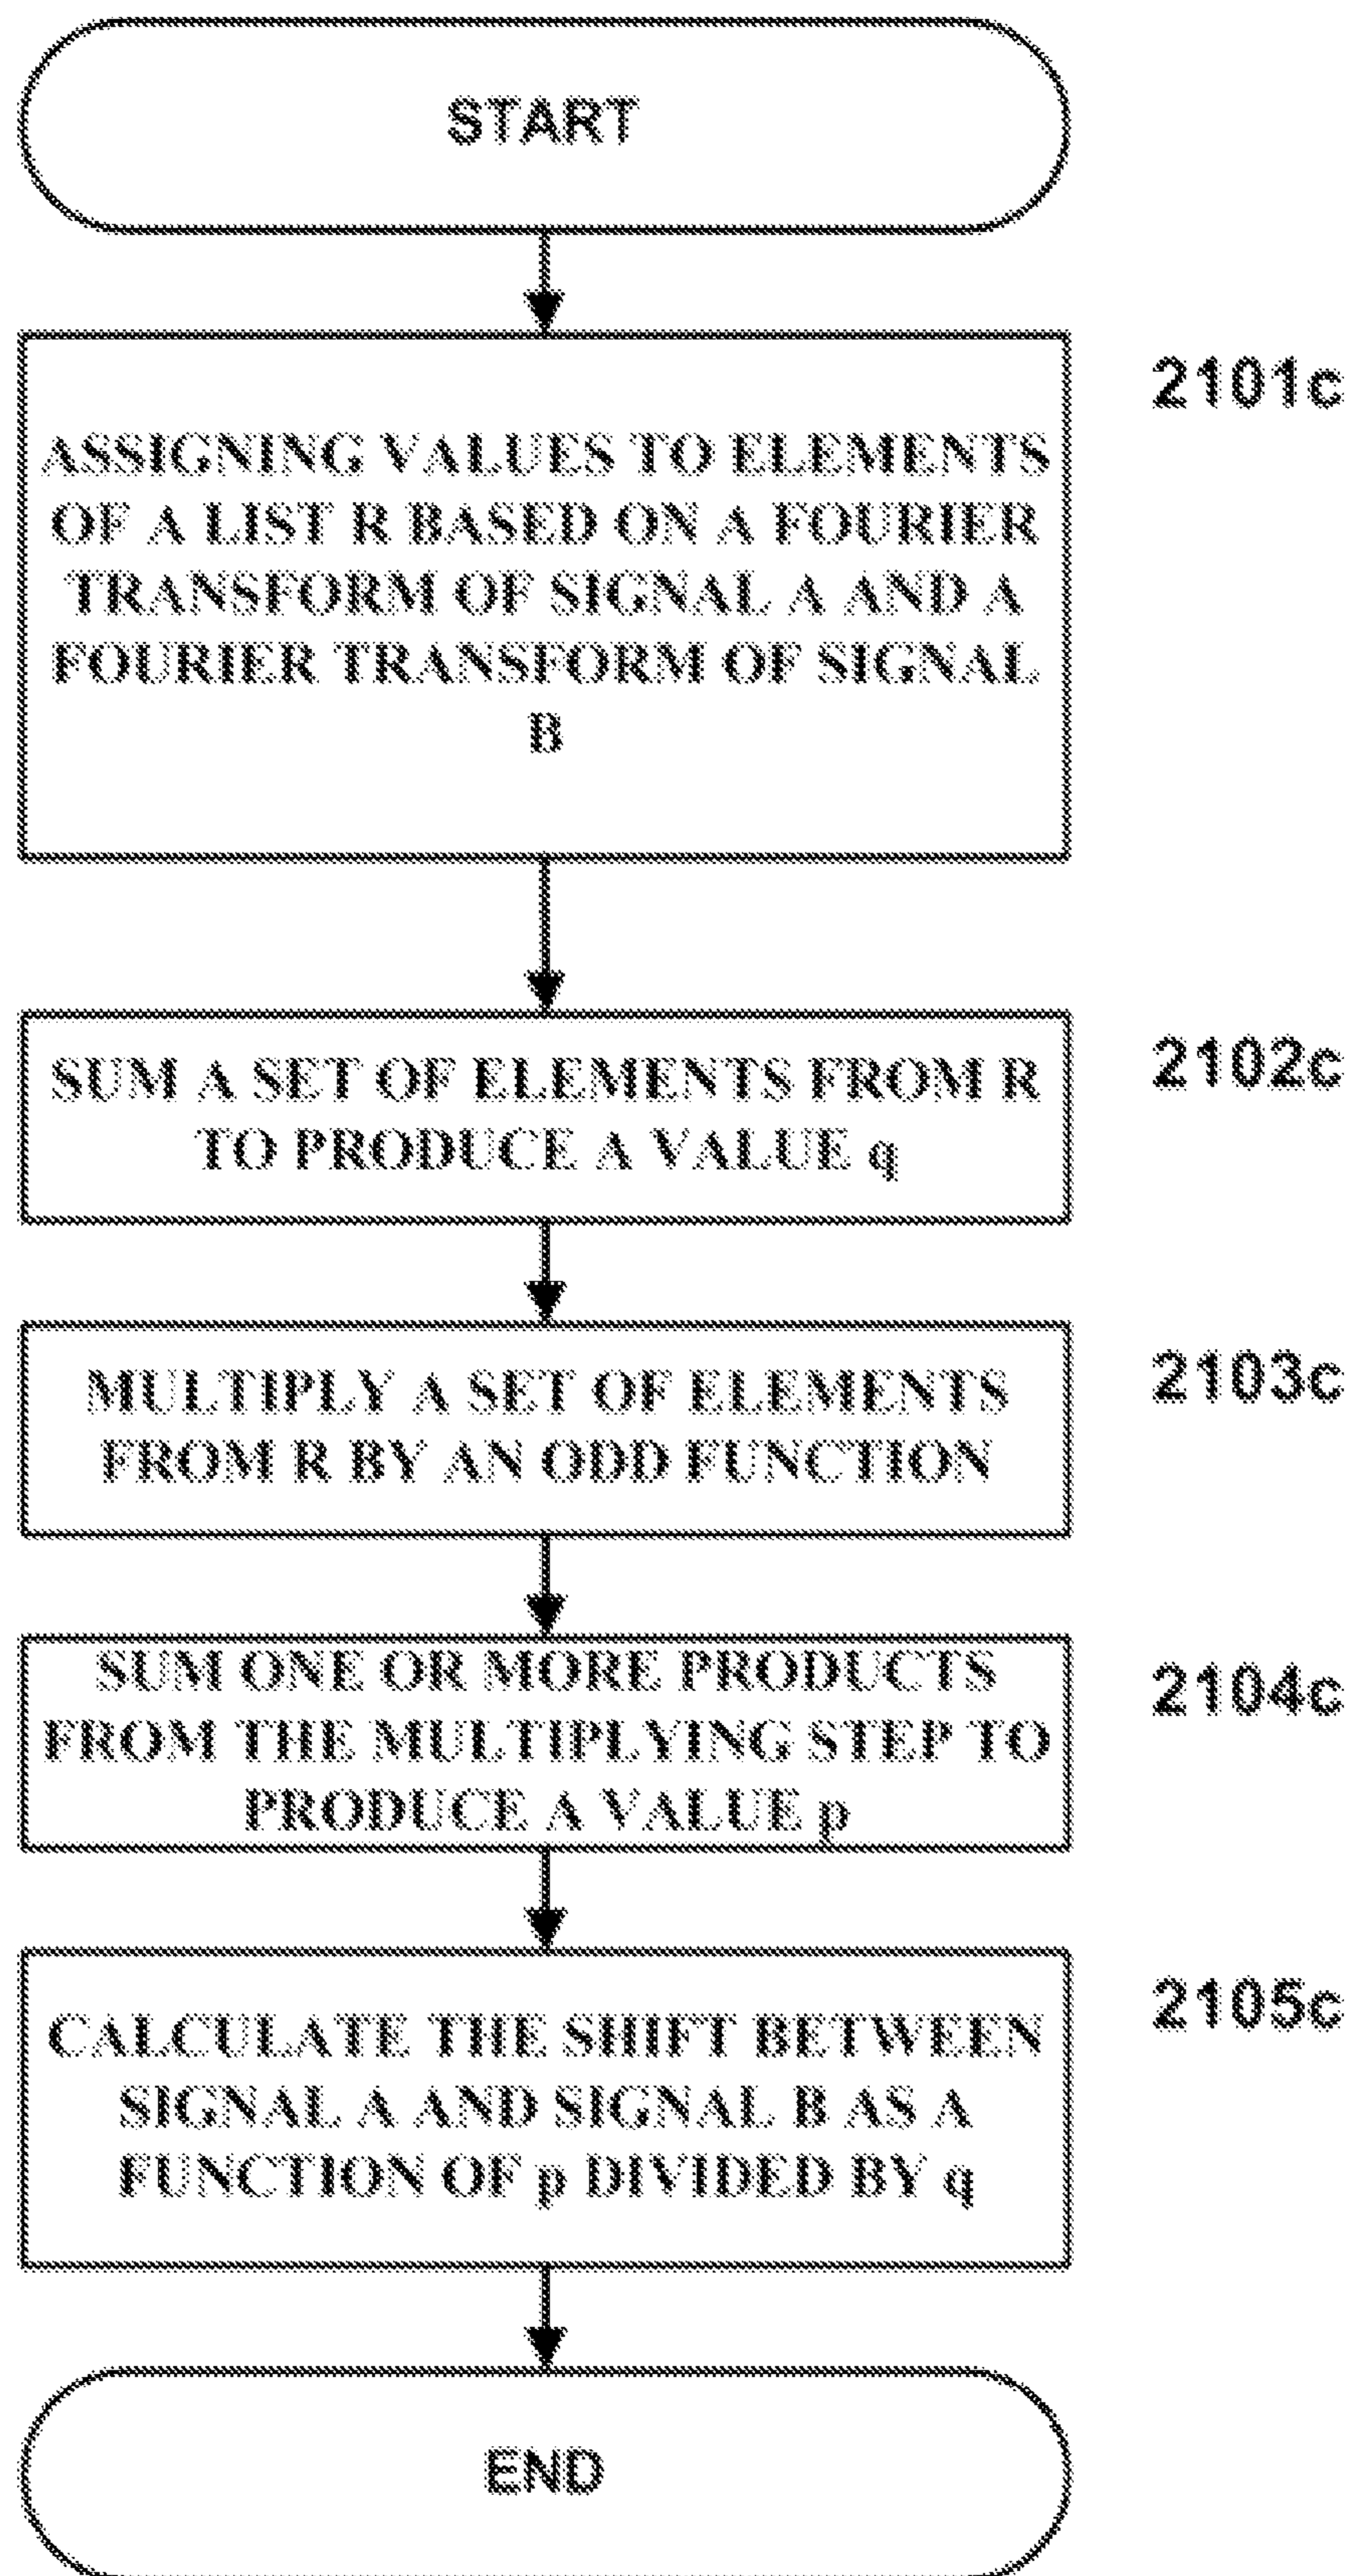 START
2101c
ASSIGNING VALUES TO ELEMENTS
OF A LIST R BASED ON A FOURIER
TRANSFORM OF SIGNAL A AND A
FOURIER TRANSFORM OF SIGNAL
B
2102c
SUM A SET OF ELEMENTS FROM R
TO PRODUCE A VALUE q
2103c
MULTIPLY A SET OF ELEMENTS
FROM R BY AN ODD FUNCTION
2104c
SUM ONE OR MORE PRODUCTS
FROM THE MULTIPLYING STEP TO
PRODUCE A VALUE p
2105c
CALCULATE THE SHIFT BETWEEN
SIGNAL A AND SIGNAL B AS A
FUNCTION OF p DIVIDED BY q
END